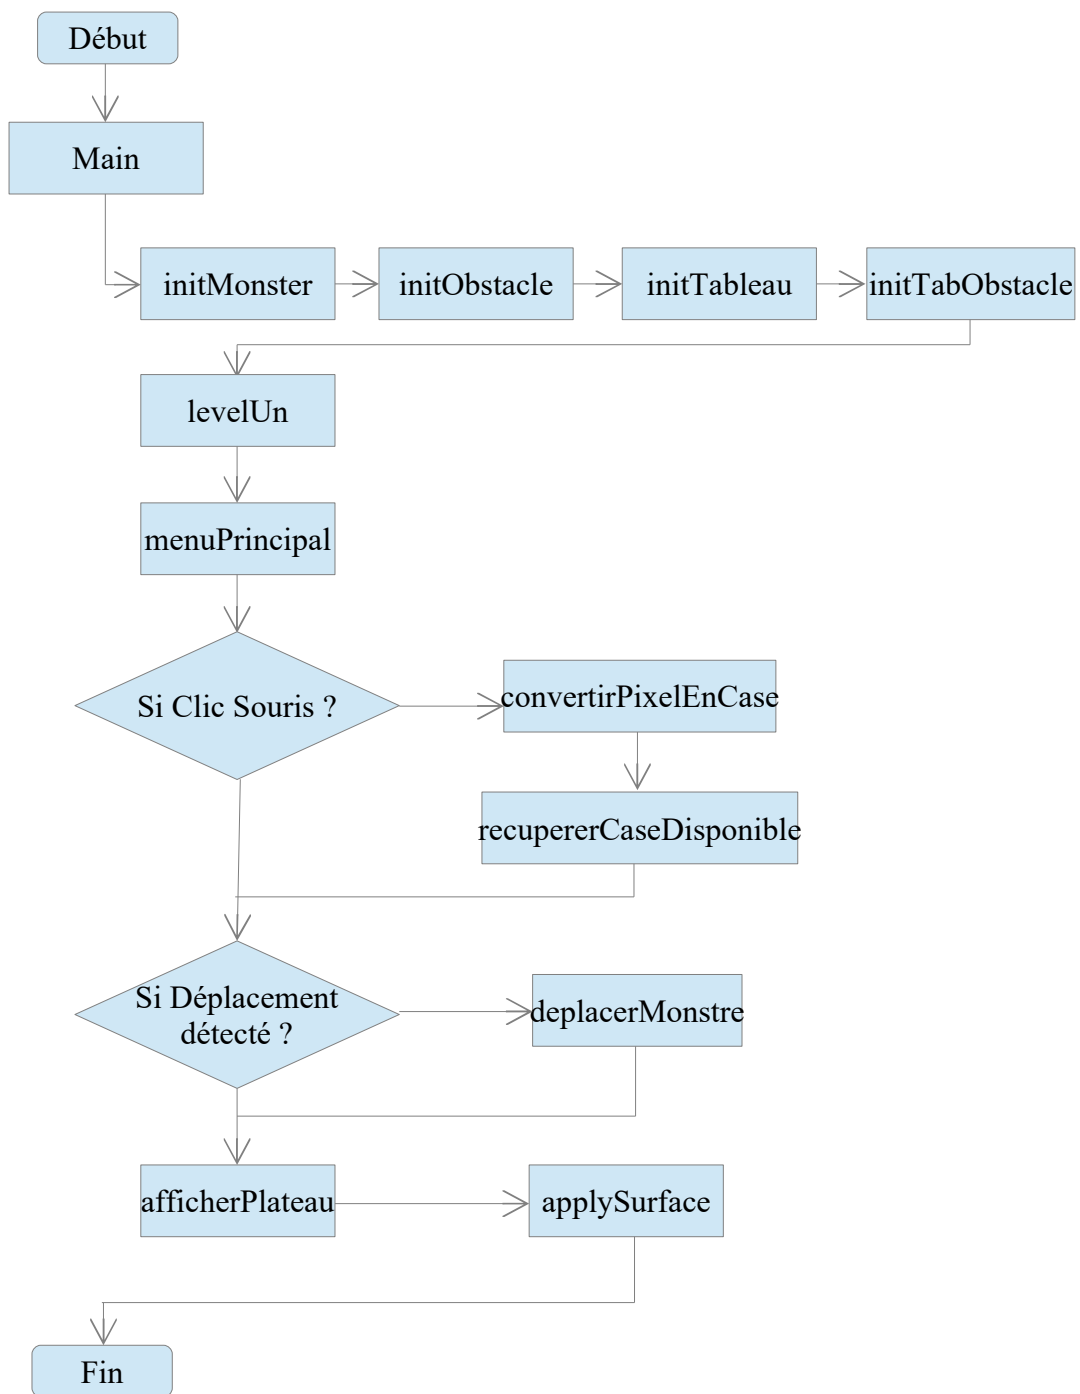 Début
Main
initMonster
initObstacle
initTableau
initTabObstacle
levelUn
menuPrincipal
Si Clic Souris ?
convertirPixelEnCase
recupererCaseDisponible
Si Déplacement
détecté ?
deplacerMonstre
afficherPlateau
applySurface
Fin